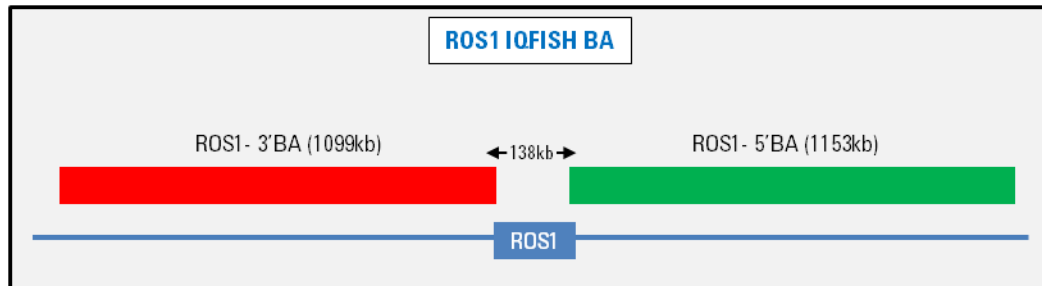 ROS1 IQFISH BA
ROS1- 3'BA (1099kb)
138kb
ROS1- 5'BA (1153kb)
ROS1